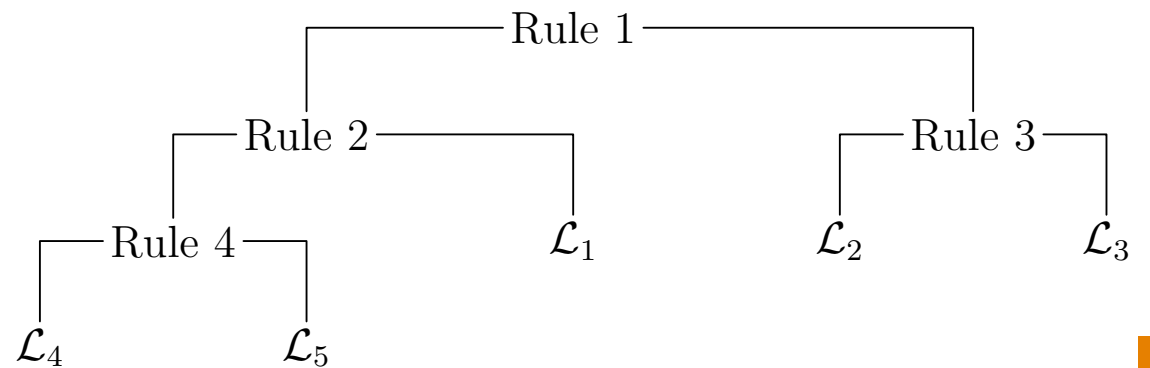 Rule 1
Rule 2 Rule 3
Rule 4 ℒ₁ ℒ₂ ℒ₃
ℒ₄ ℒ₅